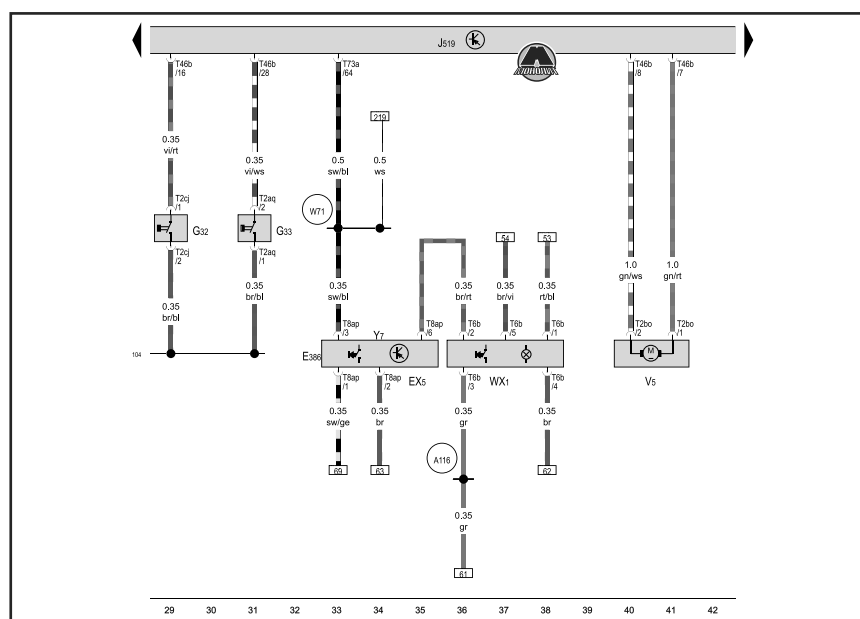 J519
T46b
/16
T46b
/28
T73a
/64
T46b
/8
T46b
/7
219
0.35
vi/rt
0.35
vi/ws
0.5
sw/bl
0.5
ws
T2cj
/1
T2aq
/2
W71
G32
G33
54
53
T2cj
/2
T2aq
/1
1.0
gn/ws
1.0
gn/rt
0.35
br/bl
0.35
br/bl
0.35
sw/bl
0.35
br/rt
0.35
br/vi
0.35
rt/bl
T8ap
/3
Y7
T8ap
/6
T6b
/2
T6b
/5
T6b
/1
T2bo
/2
T2bo
/1
104
E386
M
T8ap
/1
T8ap
/2
EX5
T6b
/3
WX1
T6b
/4
V5
0.35
sw/ge
0.35
br
0.35
gr
0.35
br
A116
69
63
62
0.35
gr
61
29 30 31 32 33 34 35 36 37 38 39 40 41 42